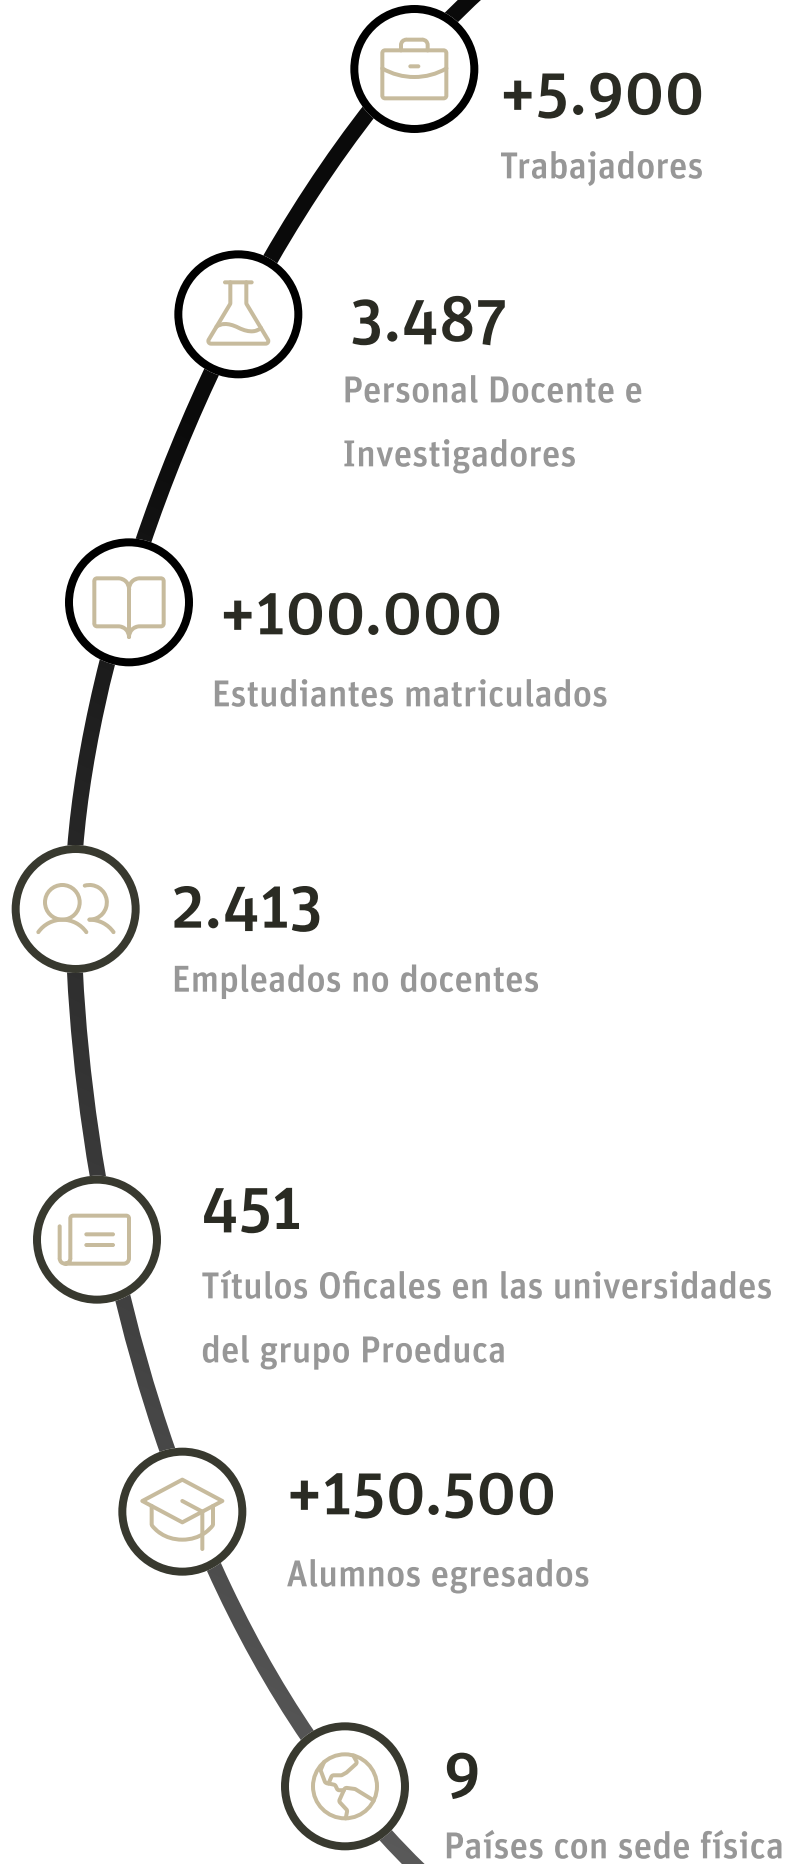 +5.900
Trabajadores
3.487
Personal Docente e
Investigadores
+100.000
Estudiantes matriculados
2.413
Empleados no docentes
451
Títulos Oficales en las universidades
del grupo Proeduca
+150.500
Alumnos egresados
9
Países con sede física